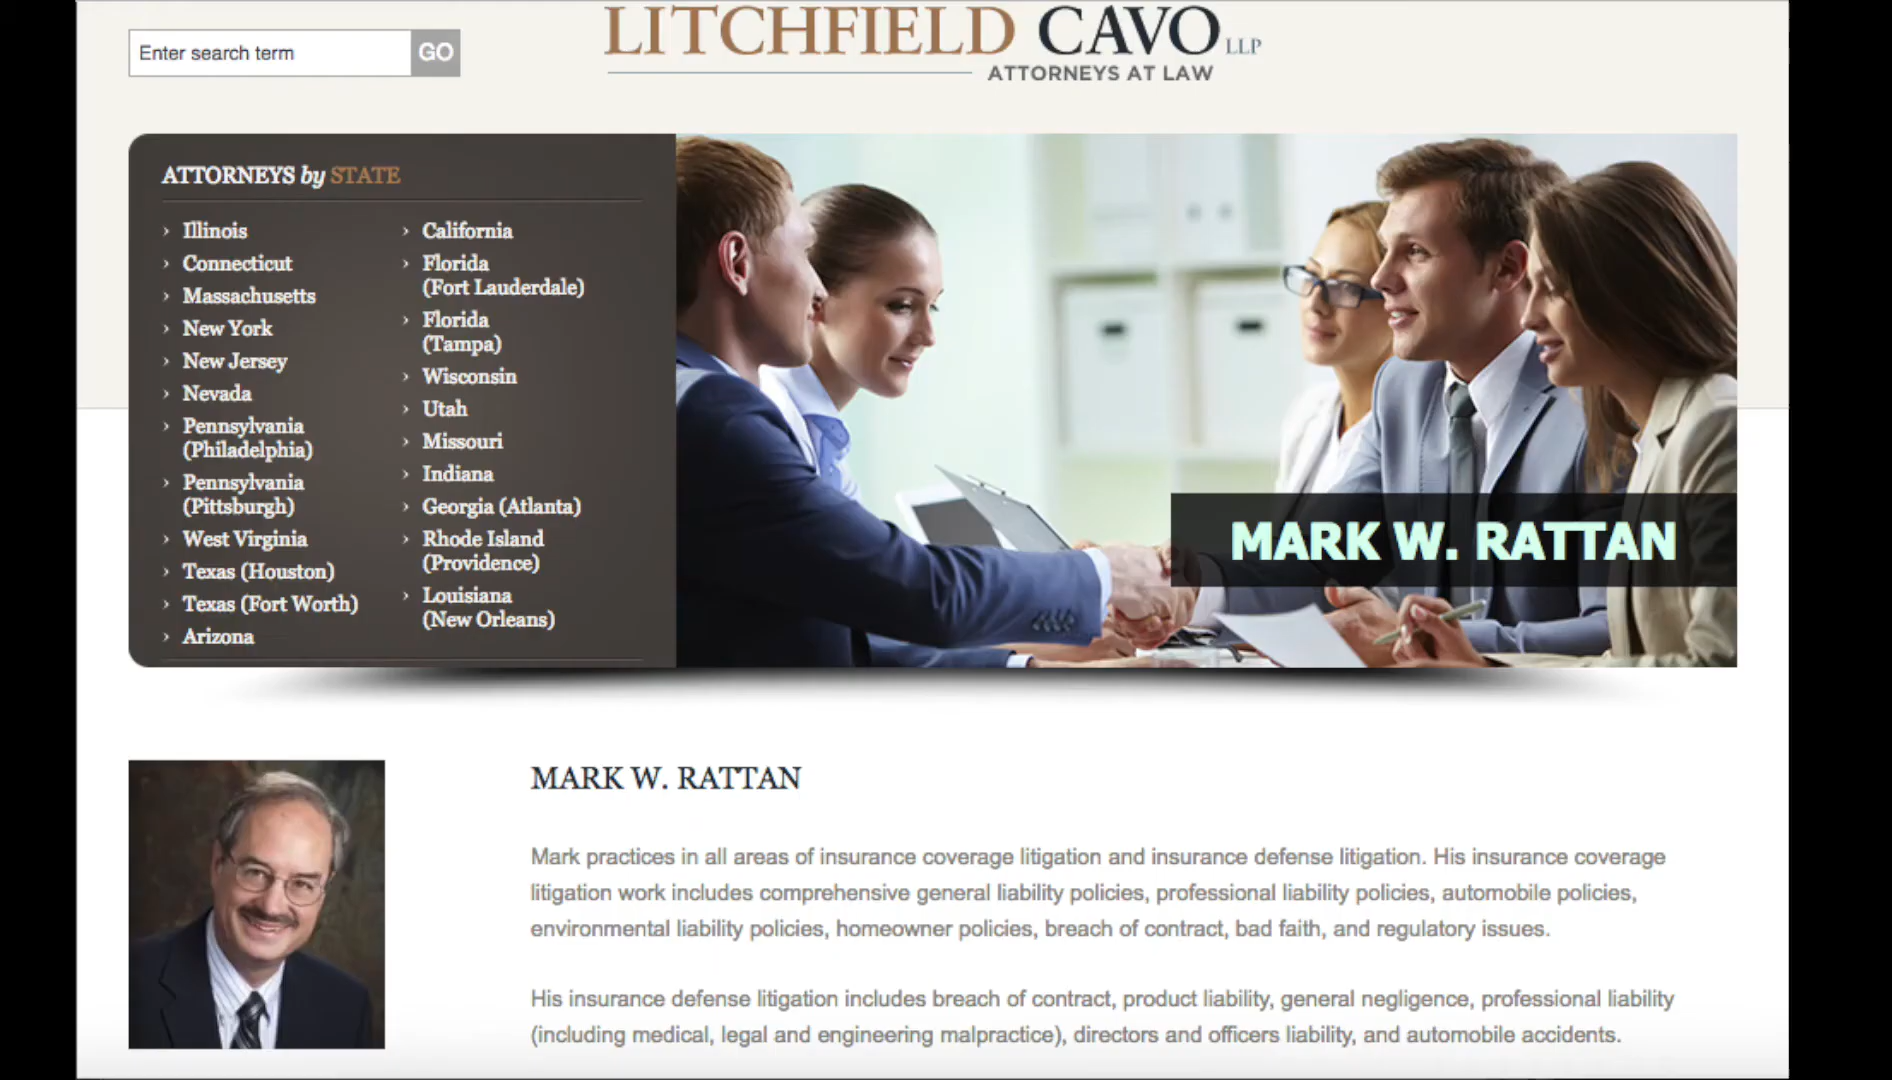 Enter search term GO
LITCHFIELD CAVO LLP
ATTORNEYS AT LAW
ATTORNEYS by STATE
› Illinois
› Connecticut
› Massachusetts
› New York
› New Jersey
› Nevada
› Pennsylvania
(Philadelphia)
› Pennsylvania
(Pittsburgh)
› West Virginia
› Texas (Houston)
› Texas (Fort Worth)
› Arizona
› California
› Florida
(Fort Lauderdale)
› Florida
(Tampa)
› Wisconsin
› Utah
› Missouri
› Indiana
› Georgia (Atlanta)
› Rhode Island
(Providence)
› Louisiana
(New Orleans)
MARK W. RATTAN
MARK W. RATTAN
Mark practices in all areas of insurance coverage litigation and insurance defense litigation. His insurance coverage
litigation work includes comprehensive general liability policies, professional liability policies, automobile policies,
environmental liability policies, homeowner policies, breach of contract, bad faith, and regulatory issues.
His insurance defense litigation includes breach of contract, product liability, general negligence, professional liability
(including medical, legal and engineering malpractice), directors and officers liability, and automobile accidents.